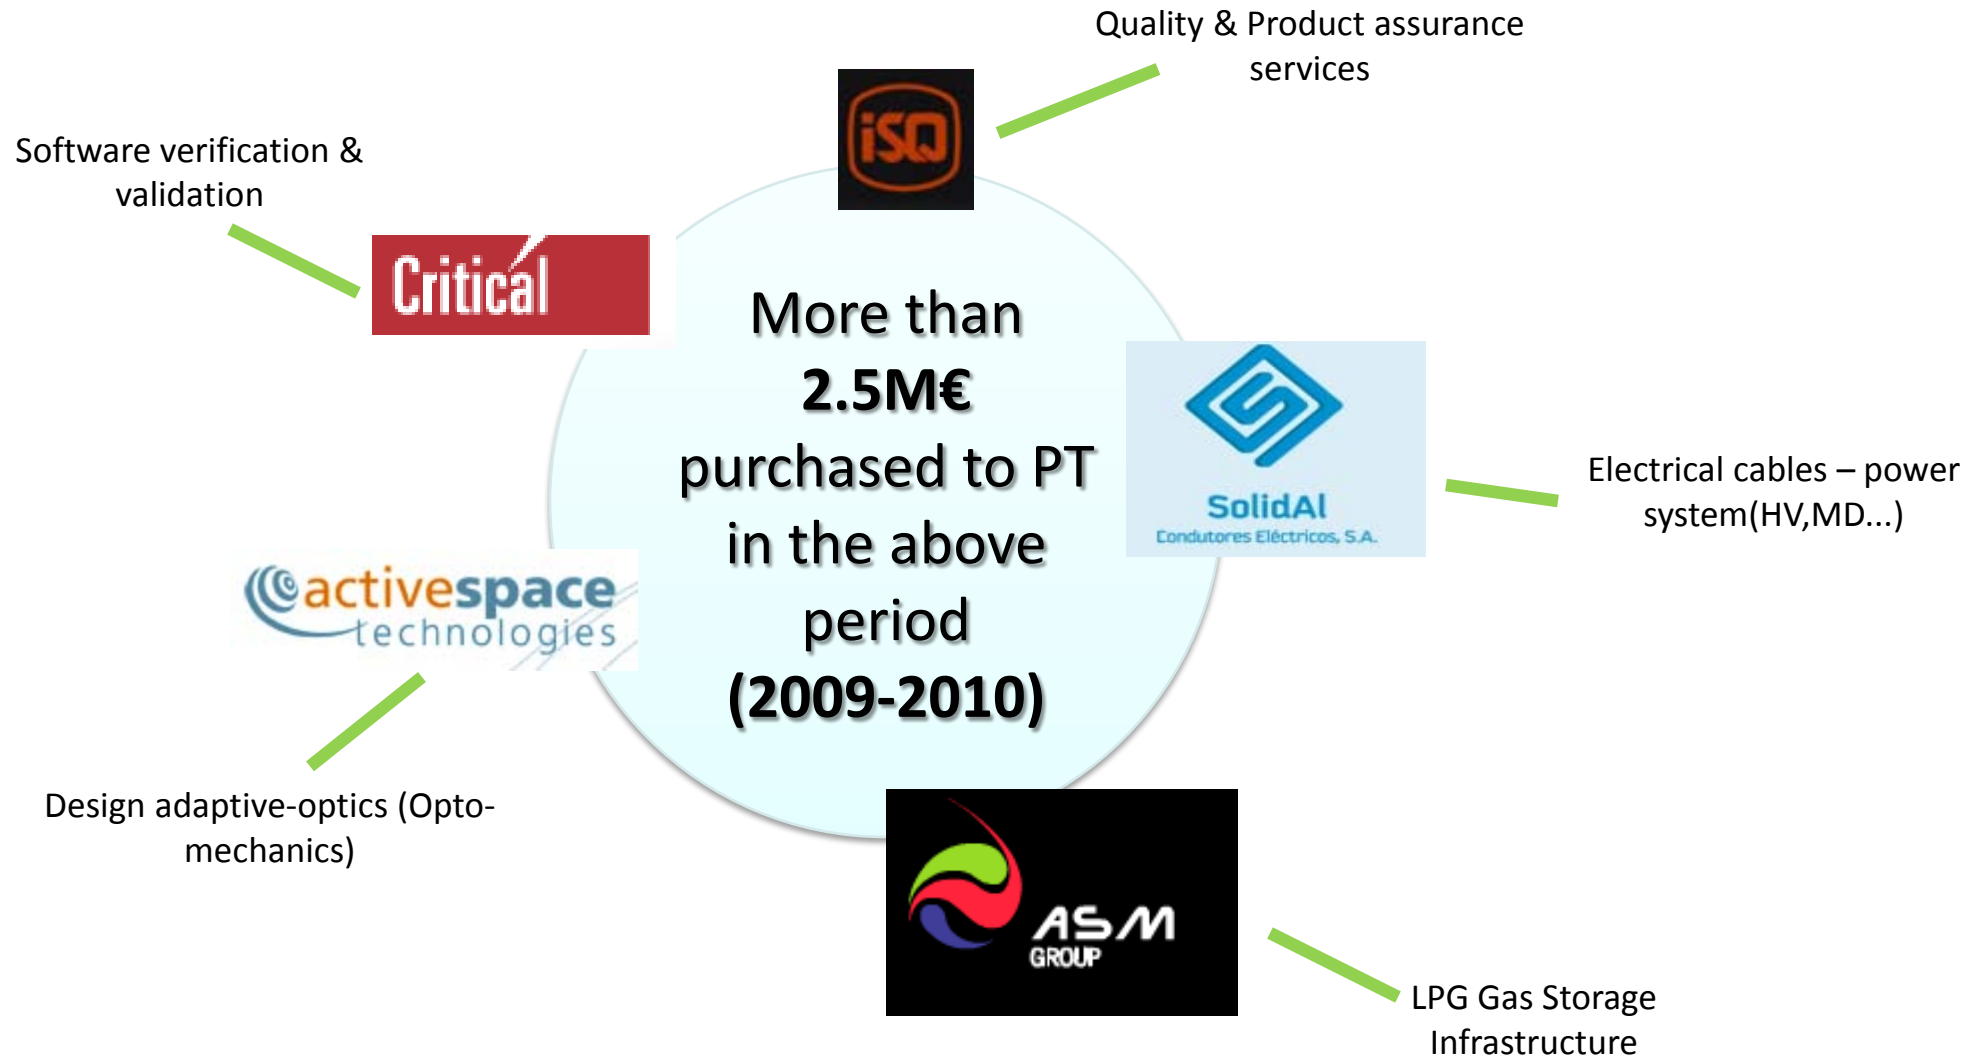 Quality & Product assurance
services
iSQ
Software verification &
validation
Critical
More than
2.5M€
purchased to PT
in the above
period
(2009-2010)
SolidAl
Condutores Eléctricos, S.A.
Electrical cables – power
system(HV,MD...)
activespace
technologies
Design adaptive-optics (Opto-
mechanics)
ASM
GROUP
LPG Gas Storage
Infrastructure